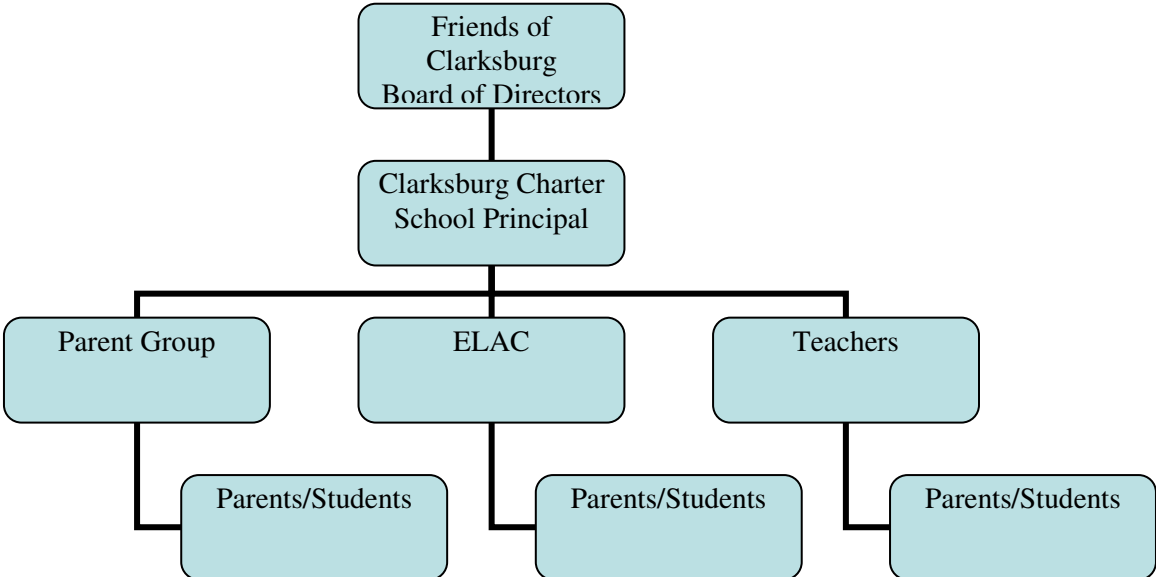 Friends of
Clarksburg
Board of Directors
Clarksburg Charter
School Principal
Parent Group
ELAC
Teachers
Parents/Students
Parents/Students
Parents/Students